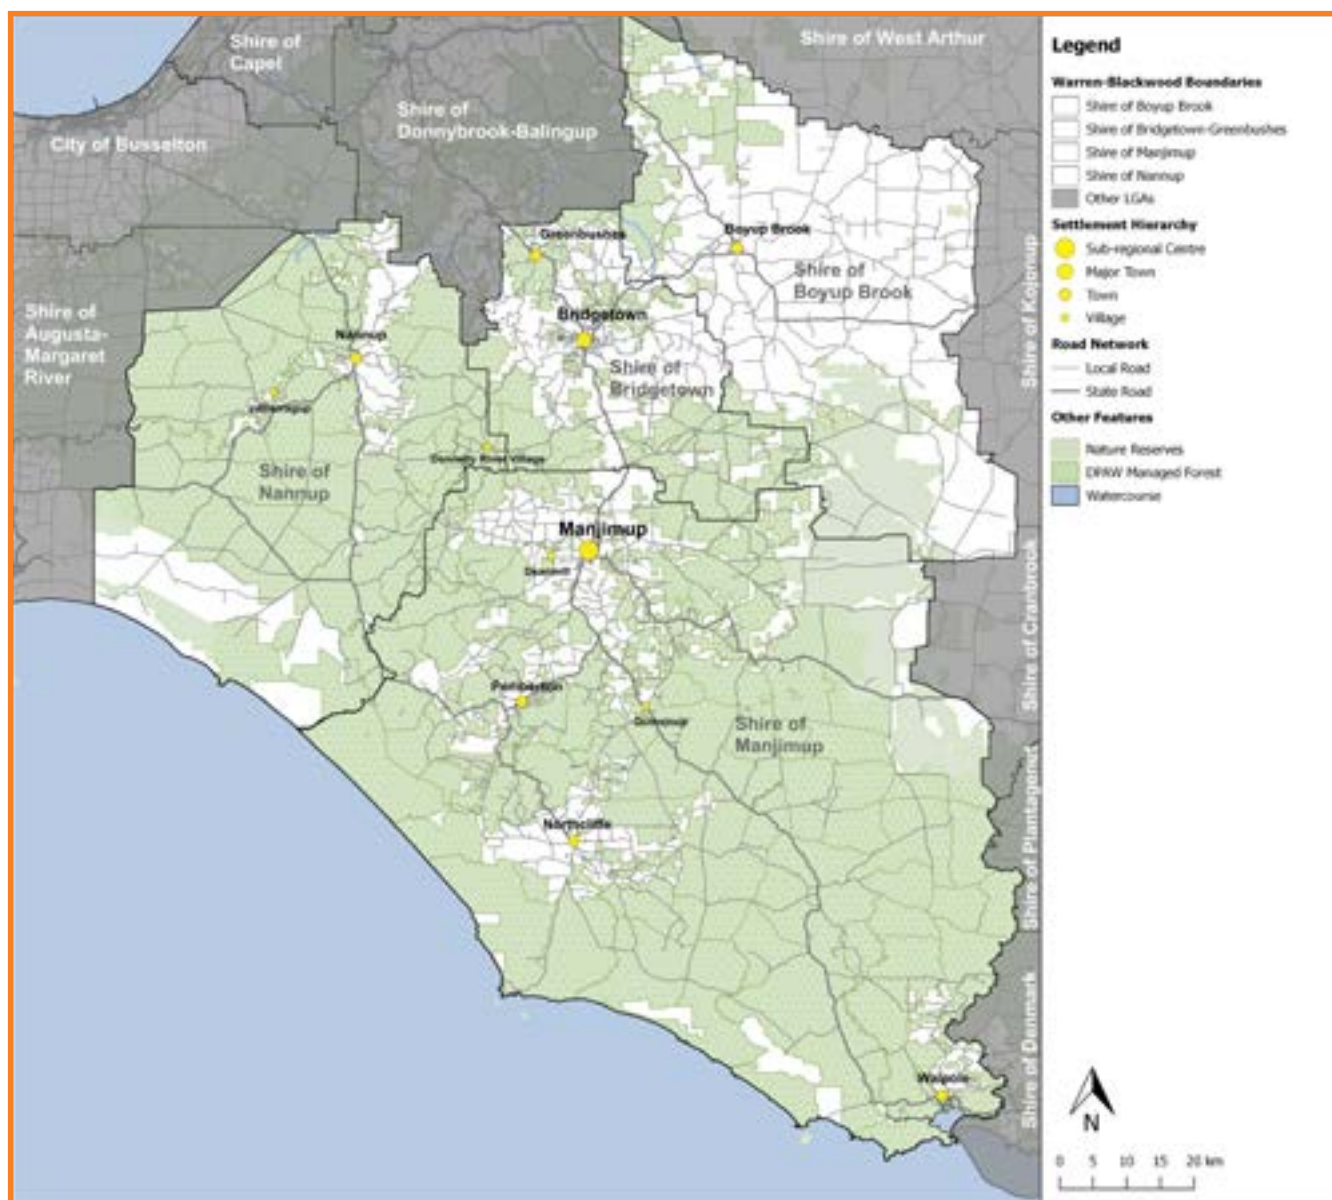 Shire of
Capel
Shire of West Arthur
Shire of
Donnybrook-Balingup
City of Busselton
Greenbushes
Boyup Brook
Shire of
Boyup Brook
Shire of Kojonup
Shire of
Augusta-
Margaret
River
Nannup
Bridgetown
Shire of
Bridgetown
Donnelly River Village
Shire of
Nannup
Manjimup
Shire of Cranbrook
Pemberton
Shire of
Manjimup
Northcliffe
Shire of Plantagenet
Shire of Denmark
Walpole
Legend
Warren-Blackwood Boundaries
Shire of Boyup Brook
Shire of Bridgetown-Greenbushes
Shire of Manjimup
Shire of Nannup
Other LGAs
Settlement Hierarchy
Sub-regional Centre
Major Town
Town
Village
Road Network
Local Road
State Road
Other Features
Nature Reserves
DPAW Managed Forest
Watercourse
N
0 5 10 15 20 km